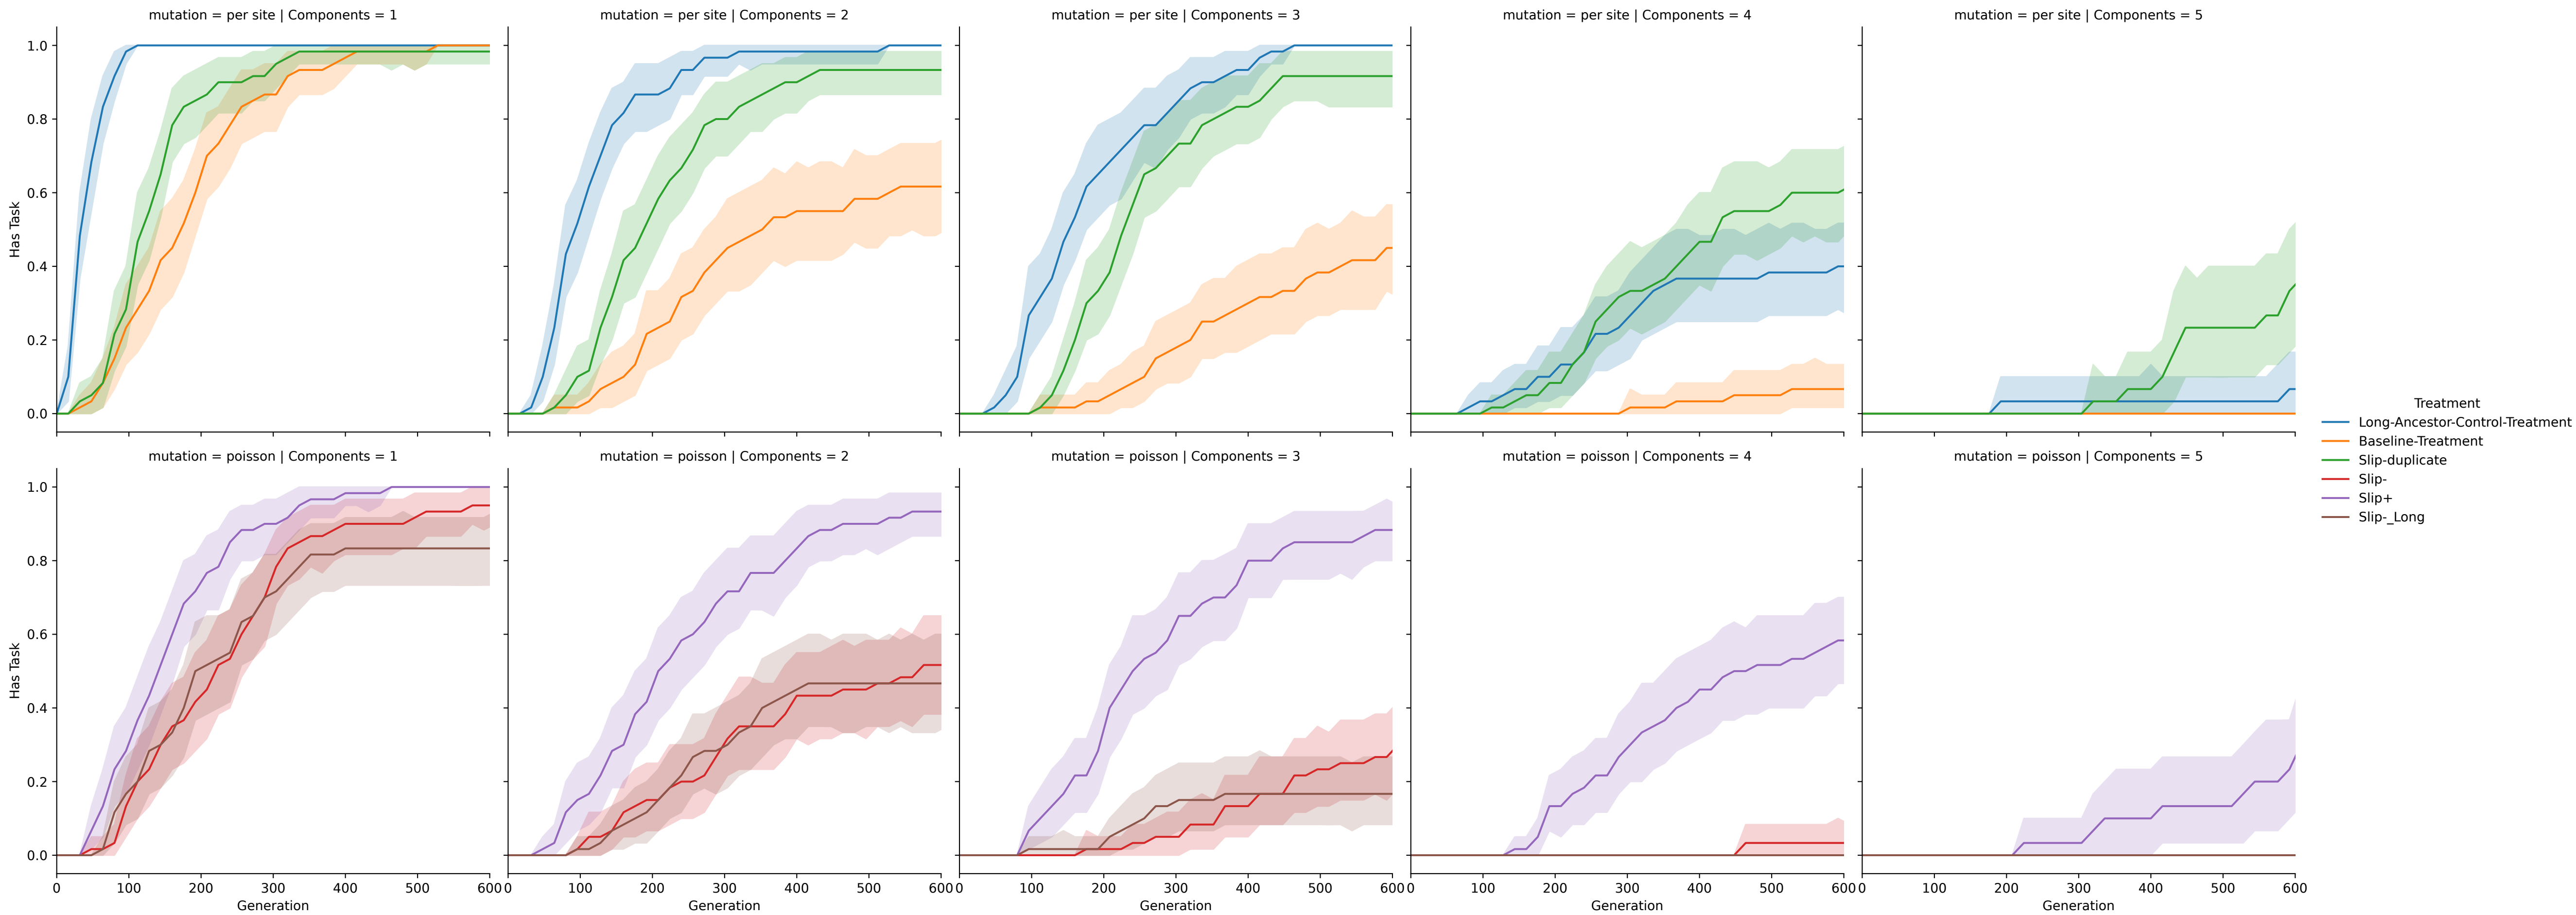 mutation = per site | Components = 1
mutation = per site | Components = 2
mutation = per site | Components = 3
mutation = per site | Components = 4
mutation = per site | Components = 5
1.0
0.8
0.6
0.4
0.2
0.0
Has Task
mutation = poisson | Components = 1
mutation = poisson | Components = 2
mutation = poisson | Components = 3
mutation = poisson | Components = 4
mutation = poisson | Components = 5
1.0
0.8
0.6
0.4
0.2
0.0
Has Task
0 100 200 300 400 500 600
0 100 200 300 400 500 600
0 100 200 300 400 500 600
0 100 200 300 400 500 600
0 100 200 300 400 500 600
Generation
Generation
Generation
Generation
Generation
Treatment
Long-Ancestor-Control-Treatment
Baseline-Treatment
Slip-duplicate
Slip-
Slip+
Slip-_Long